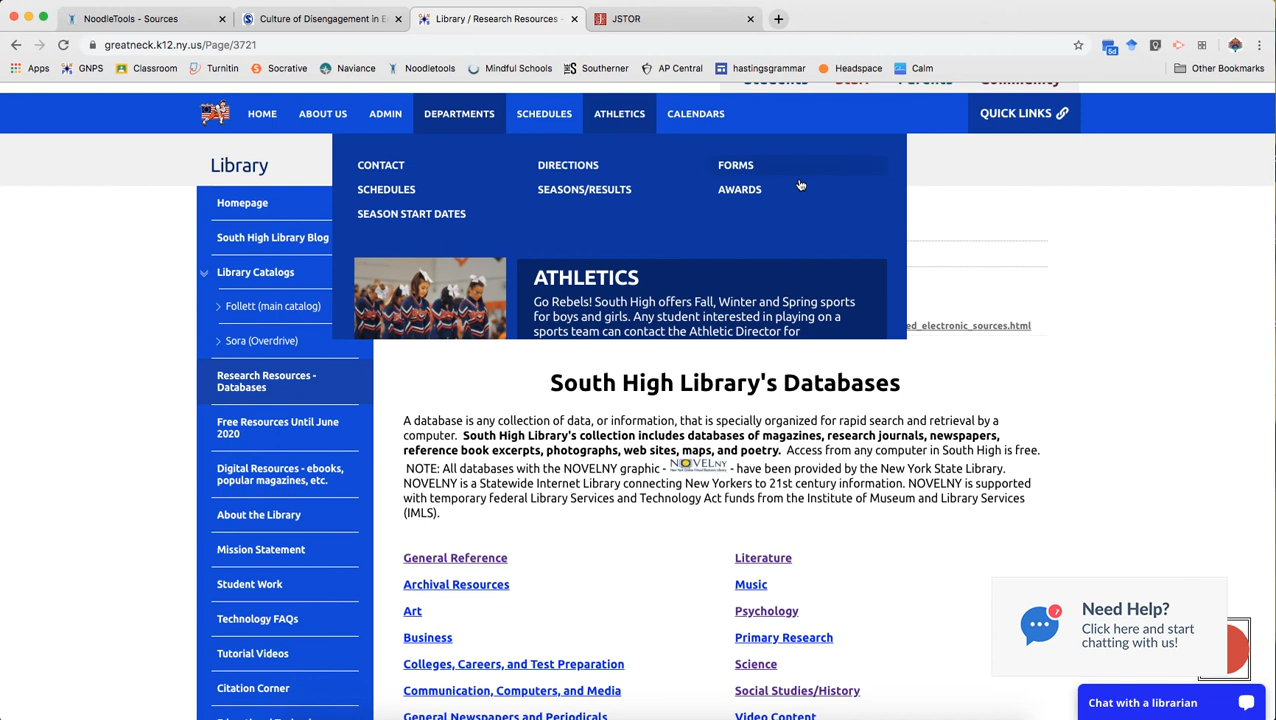 NoodleTools - Sources
Culture of Disengagement in E
Library / Research Resources -
JSTOR
greatneck.k12.ny.us/Page/3721
6d
Apps
GNPS
Classroom
Turnitin
Socrative
Naviance
Noodletools
Mindful Schools
Southerner
AP Central
hastingsgrammar
Headspace
Calm
Other Bookmarks
Students
Staff
Parents
Community
HOME
ABOUT US
ADMIN
DEPARTMENTS
SCHEDULES
ATHLETICS
CALENDARS
QUICK LINKS
Library
CONTACT
DIRECTIONS
FORMS
SCHEDULES
SEASONS/RESULTS
AWARDS
SEASON START DATES
ATHLETICS
Go Rebels! South High offers Fall, Winter and Spring sports
for boys and girls. Any student interested in playing on a
sports team can contact the Athletic Director for
ed_electronic_sources.html
Homepage
South High Library Blog
Library Catalogs
Follett (main catalog)
Sora (Overdrive)
Research Resources -
Databases
Free Resources Until June
2020
Digital Resources - ebooks,
popular magazines, etc.
About the Library
Mission Statement
Student Work
Technology FAQs
Tutorial Videos
Citation Corner
South High Library's Databases
A database is any collection of data, or information, that is specially organized for rapid search and retrieval by a
computer. South High Library's collection includes databases of magazines, research journals, newspapers,
reference book excerpts, photographs, web sites, maps, and poetry. Access from any computer in South High is free.
NOTE: All databases with the NOVELNY graphic - NOVELNY - have been provided by the New York State Library.
NOVELNY is a Statewide Internet Library connecting New Yorkers to 21st century information. NOVELNY is supported
with temporary federal Library Services and Technology Act funds from the Institute of Museum and Library Services
(IMLS).
General Reference
Literature
Archival Resources
Music
Art
Psychology
Business
Primary Research
Colleges, Careers, and Test Preparation
Science
Communication, Computers, and Media
Social Studies/History
General Newspapers and Periodicals
Video Content
Need Help?
Click here and start
chatting with us!
Chat with a librarian